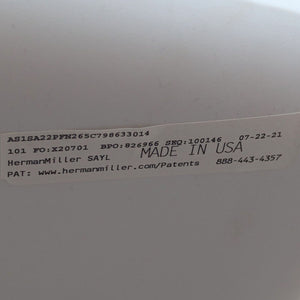 AS1SA22PFN265C798633014
101 FO:X20701 BPO:826966 SEQ:100146 07-22-21
HermanMiller SAYL MADE IN USA
PAT: www.hermanmiller.com/Patents 888-443-4357